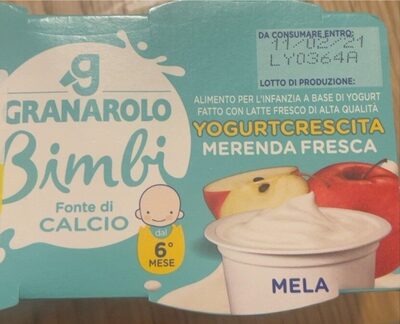 DA CONSUMARE ENTRO:
11/02/21
LY0364A
LOTTO DI PRODUZIONE:
g
GRANAROLO
Bimbi
Fonte di
CALCIO
dal
6°
MESE
ALIMENTO PER L'INFANZIA A BASE DI YOGURT
FATTO CON LATTE FRESCO DI ALTA QUALITÀ
YOGURTCRESCITA
MERENDA FRESCA
MELA